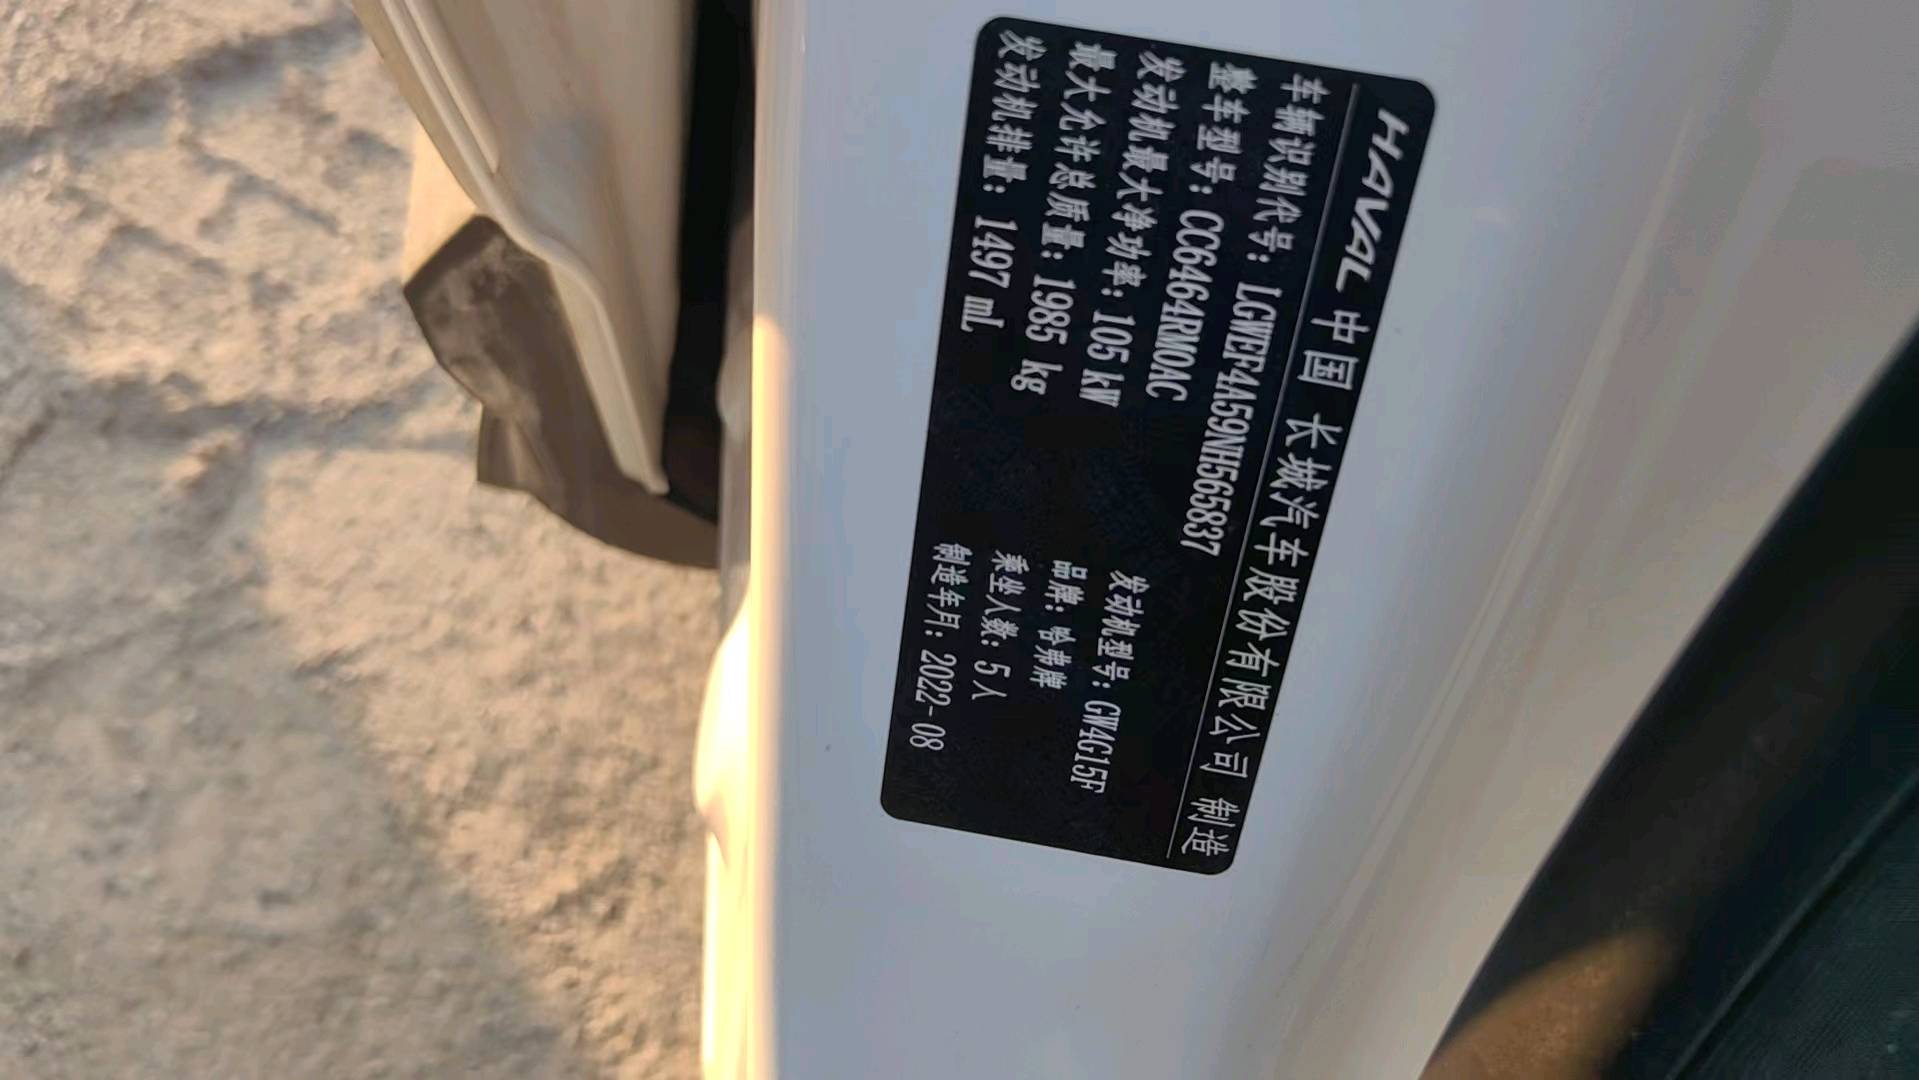 HAVAL 中国 长城汽车股份有限公司 制造
车辆识别代号: LGWEF4A59NH565837
整车型号: CC6464RM0AC
发动机最大净功率: 105 kW 发动机型号: GW4G15F
最大允许总质量: 1985 kg 品牌: 哈弗牌
发动机排量: 1497 mL 乘坐人数: 5人
制造年月: 2022-08